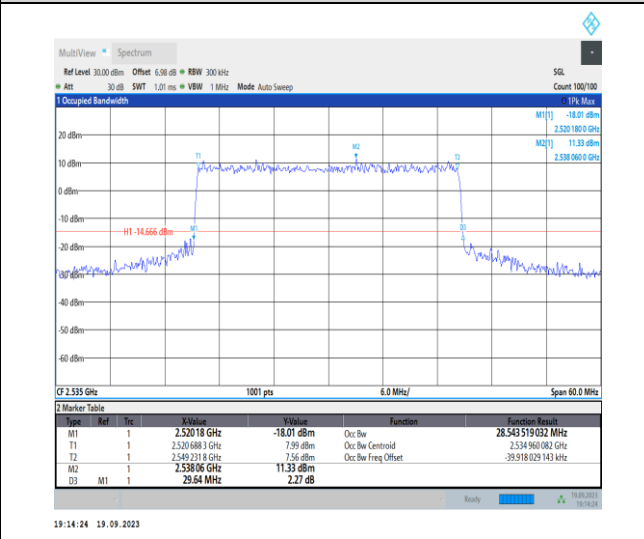 MultiView Spectrum
Ref Level 30.00 dBm Offset 6.98 dB RBW 300 kHz SGL
Att 30 dB SWT 1.01 ms VBW 1 MHz Mode Auto Sweep Count 100/100
1 Occupied Bandwidth 1Pk Max
M1[1] -18.01 dBm
2.520 180 0 GHz
M2[1] 11.33 dBm
2.538 060 0 GHz
20 dBm
M2
T1 T2
10 dBm
0 dBm
-10 dBm
H1 -14.666 dBm M1 D3
-20 dBm
-30 dBm
-40 dBm
-50 dBm
-60 dBm
CF 2.535 GHz 1001 pts 6.0 MHz/ Span 60.0 MHz
2 Marker Table
Type Ref Trc X-Value Y-Value Function Function Result
M1 1 2.52018 GHz -18.01 dBm Occ Bw 28.543 519 032 MHz
T1 1 2.520 688 3 GHz 7.99 dBm Occ Bw Centroid 2.534 960 082 GHz
T2 1 2.549 231 8 GHz 7.56 dBm Occ Bw Freq Offset -39.918 029 143 kHz
M2 1 2.538 06 GHz 11.33 dBm
D3 M1 1 29.64 MHz 2.27 dB
Ready 19.09.2023
19:14:24
19:14:24 19.09.2023